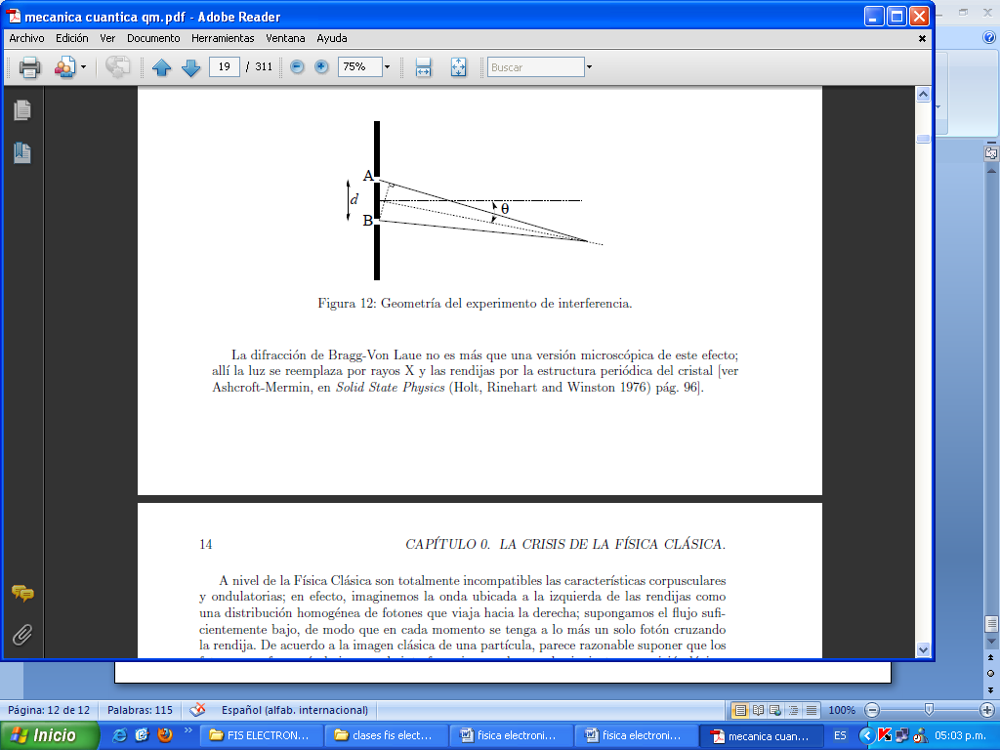 mecanica cuantica qm.pdf - Adobe Reader
Archivo Edición Ver Documento Herramientas Ventana Ayuda
19 / 311 75% Buscar
A
d
θ
B
Figura 12: Geometría del experimento de interferencia.
La difracción de Bragg-Von Laue no es más que una versión microscópica de este efecto;
allí la luz se reemplaza por rayos X y las rendijas por la estructura periódica del cristal [ver
Ashcroft-Mermin, en Solid State Physics (Holt, Rinehart and Winston 1976) pág. 96].
14 CAPÍTULO 0. LA CRISIS DE LA FÍSICA CLÁSICA.
A nivel de la Física Clásica son totalmente incompatibles las características corpusculares
y ondulatorias; en efecto, imaginemos la onda ubicada a la izquierda de las rendijas como
una distribución homogénea de fotones que viaja hacia la derecha; supongamos el flujo sufi-
cientemente bajo, de modo que en cada momento se tenga a lo más un solo fotón cruzando
la rendija. De acuerdo a la imagen clásica de una partícula, parece razonable suponer que los
Página: 12 de 12 Palabras: 115 Español (alfab. internacional) 100%
Inicio FIS ELECTRON... clases fis elect... fisica electroni... fisica electroni... mecanica cuan... ES 05:03 p.m.